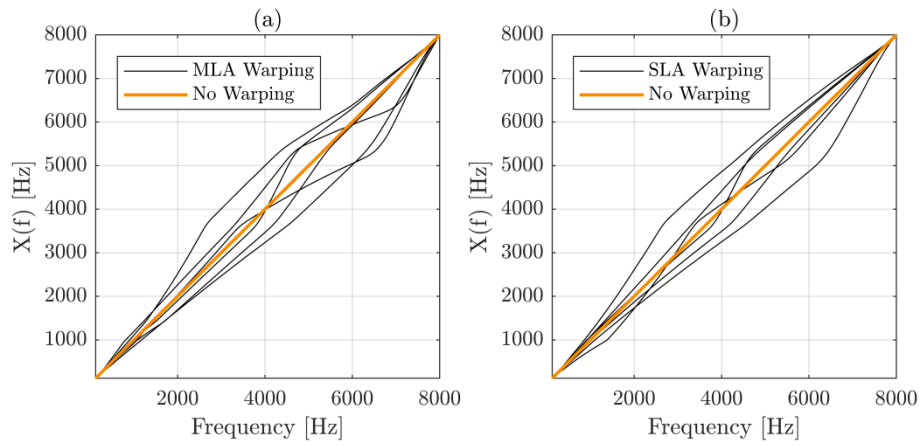 (a)
8000
7000
6000
5000
4000
3000
2000
1000
X(f) [Hz]
MLA Warping
No Warping
2000 4000 6000 8000
Frequency [Hz]
(b)
8000
7000
6000
5000
4000
3000
2000
1000
X(f) [Hz]
SLA Warping
No Warping
2000 4000 6000 8000
Frequency [Hz]